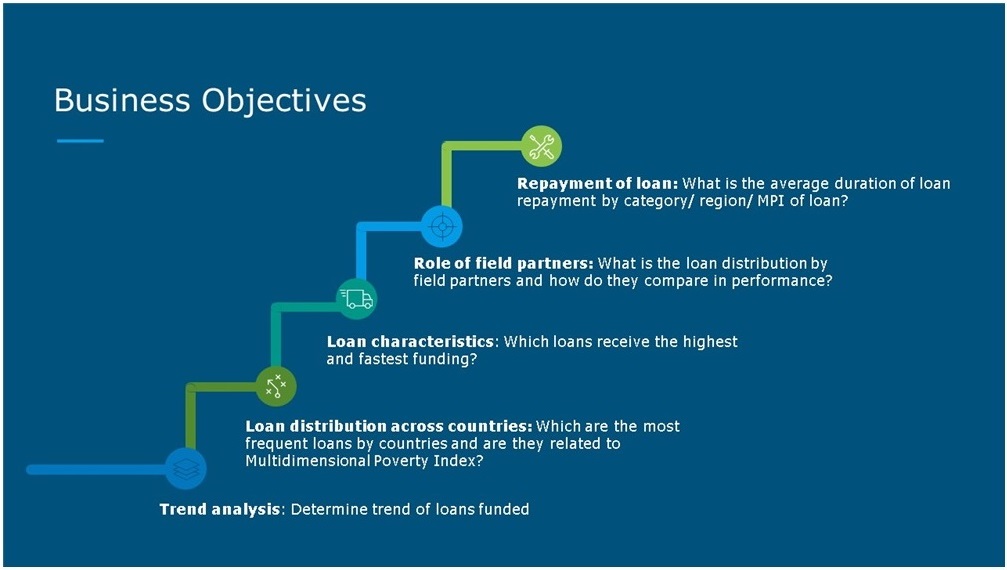 Business Objectives
Repayment of loan: What is the average duration of loan
repayment by category/ region/ MPI of loan?
Role of field partners: What is the loan distribution by
field partners and how do they compare in performance?
Loan characteristics: Which loans receive the highest
and fastest funding?
Loan distribution across countries: Which are the most
frequent loans by countries and are they related to
Multidimensional Poverty Index?
Trend analysis: Determine trend of loans funded